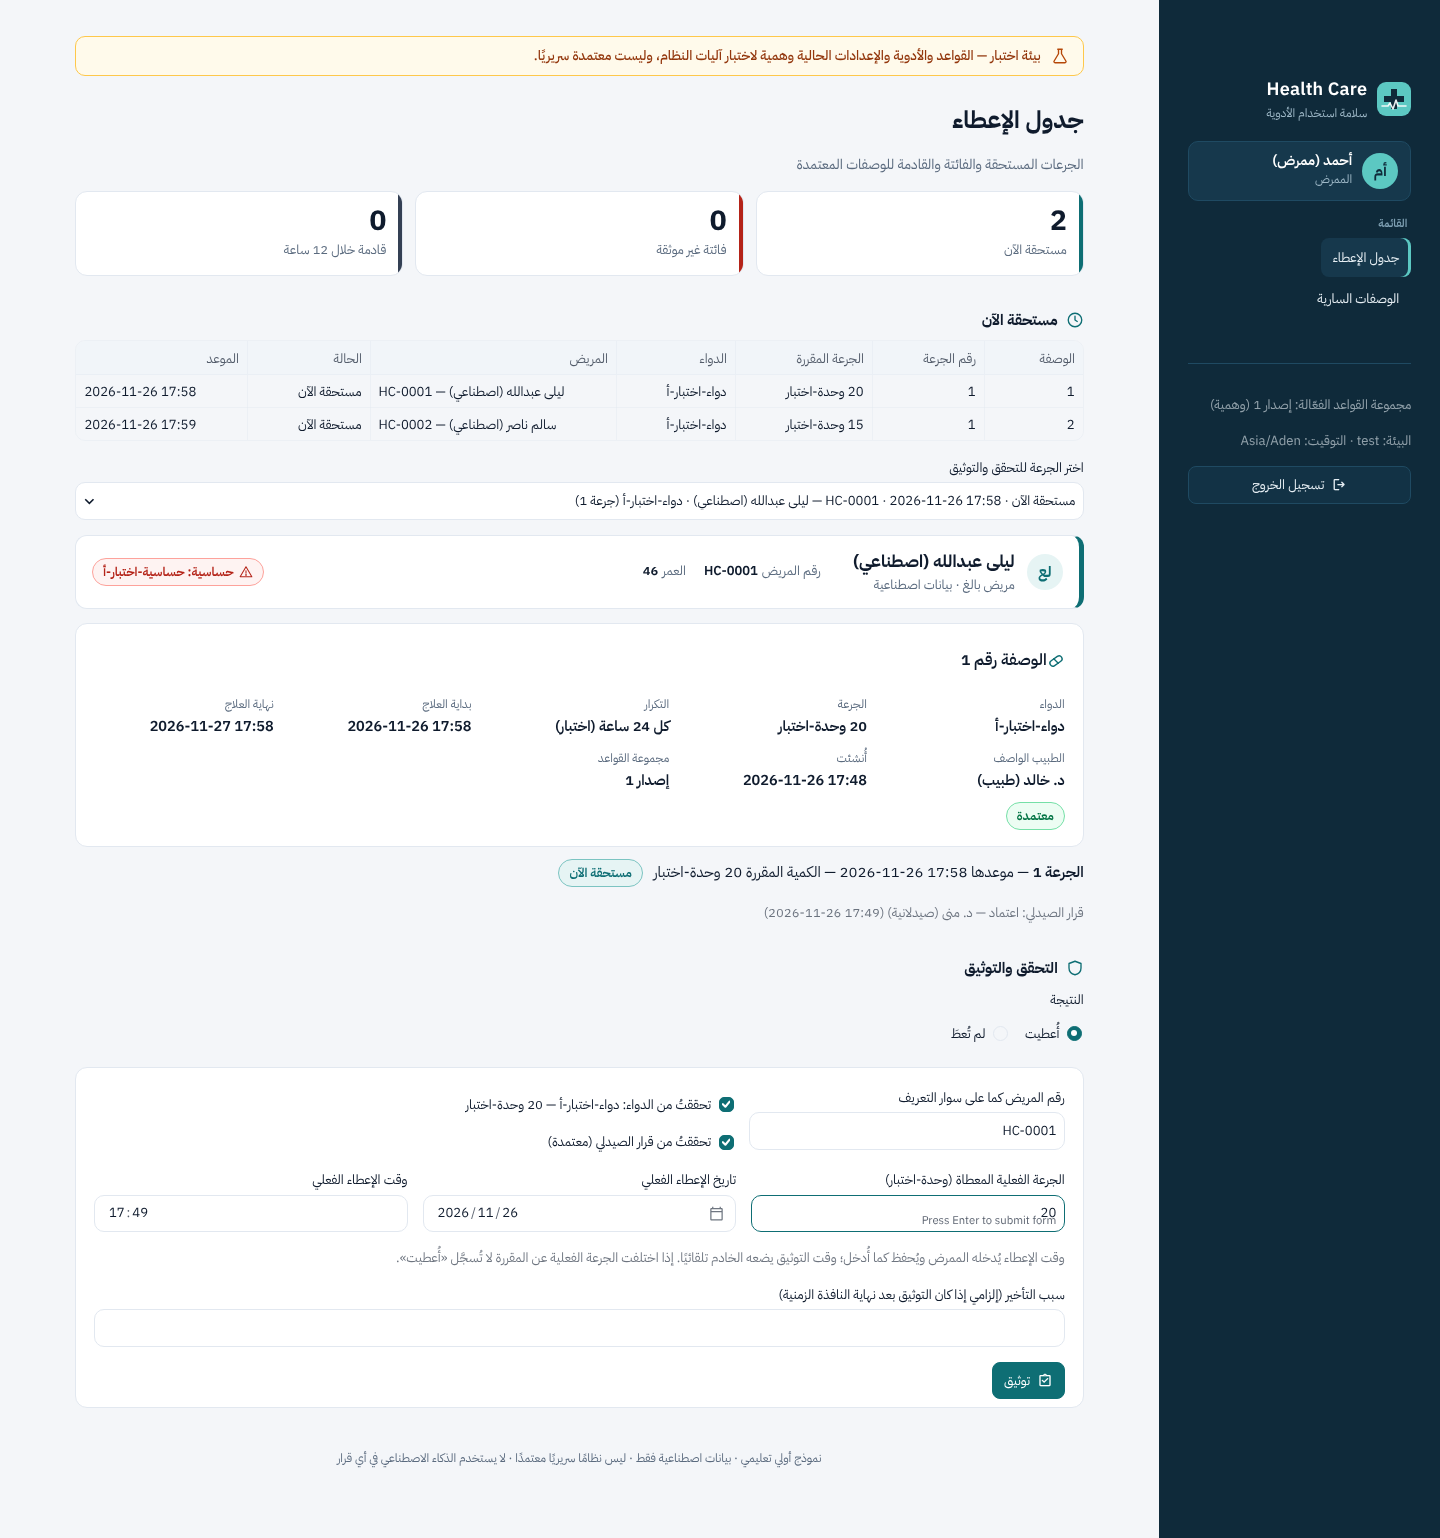 Health Care
سلامة استخدام الأدوية
أم
أحمد (ممرض)
الممرض
القائمة
جدول الإعطاء
الوصفات السارية
مجموعة القواعد الفعّالة: إصدار 1 (وهمية)
البيئة: test · التوقيت: Asia/Aden
تسجيل الخروج
بيئة اختبار — القواعد والأدوية والإعدادات الحالية وهمية لاختبار آليات النظام، وليست معتمدة سريريًا.
جدول الإعطاء
الجرعات المستحقة والفائتة والقادمة للوصفات المعتمدة
2
مستحقة الآن
0
فائتة غير موثقة
0
قادمة خلال 12 ساعة
مستحقة الآن
الوصفة رقم الجرعة الجرعة المقررة الدواء المريض الحالة الموعد
1 1 20 وحدة-اختبار دواء-اختبار-أ ليلى عبدالله (اصطناعي) — HC-0001 مستحقة الآن 2026-11-26 17:58
2 1 15 وحدة-اختبار دواء-اختبار-أ سالم ناصر (اصطناعي) — HC-0002 مستحقة الآن 2026-11-26 17:59
اختر الجرعة للتحقق والتوثيق
مستحقة الآن · 2026-11-26 17:58 · HC-0001 — ليلى عبدالله (اصطناعي) · دواء-اختبار-أ (جرعة 1)
لع
ليلى عبدالله (اصطناعي)
مريض بالغ · بيانات اصطناعية
رقم المريض HC-0001 العمر 46
حساسية: حساسية-اختبار-أ
الوصفة رقم 1
الدواء الجرعة التكرار بداية العلاج نهاية العلاج
دواء-اختبار-أ 20 وحدة-اختبار كل 24 ساعة (اختبار) 2026-11-26 17:58 2026-11-27 17:58
الطبيب الواصف أُنشئت مجموعة القواعد
د. خالد (طبيب) 2026-11-26 17:48 إصدار 1
معتمدة
الجرعة 1 — موعدها 2026-11-26 17:58 — الكمية المقررة 20 وحدة-اختبار مستحقة الآن
قرار الصيدلي: اعتماد — د. منى (صيدلانية) (2026-11-26 17:49)
التحقق والتوثيق
النتيجة
أُعطيت لم تُعطَ
رقم المريض كما على سوار التعريف
HC-0001
تحققتُ من الدواء: دواء-اختبار-أ — 20 وحدة-اختبار
تحققتُ من قرار الصيدلي (معتمدة)
الجرعة الفعلية المعطاة (وحدة-اختبار) تاريخ الإعطاء الفعلي وقت الإعطاء الفعلي
20 2026/11/26 17:49
Press Enter to submit form
وقت الإعطاء يُدخله الممرض ويُحفظ كما أُدخل؛ وقت التوثيق يضعه الخادم تلقائيًا. إذا اختلفت الجرعة الفعلية عن المقررة لا تُسجَّل «أُعطيت».
سبب التأخير (إلزامي إذا كان التوثيق بعد نهاية النافذة الزمنية)
توثيق
نموذج أولي تعليمي · بيانات اصطناعية فقط · ليس نظامًا سريريًا معتمدًا · لا يستخدم الذكاء الاصطناعي في أي قرار